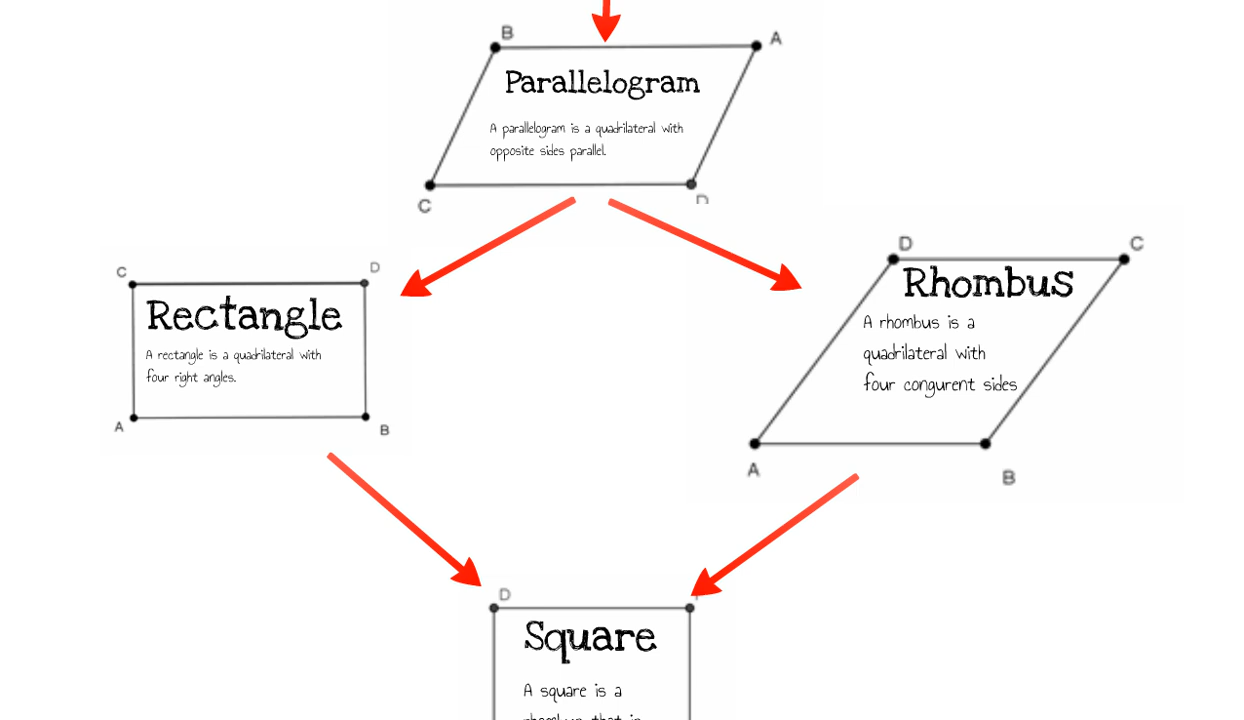 B
A
Parallelogram
A parallelogram is a quadrilateral with
opposite sides parallel.
C
D
C
D
Rectangle
A rectangle is a quadrilateral with
four right angles.
A
B
D
C
Rhombus
A rhombus is a
quadrilateral with
four congurent sides
A
B
D
Square
A square is a